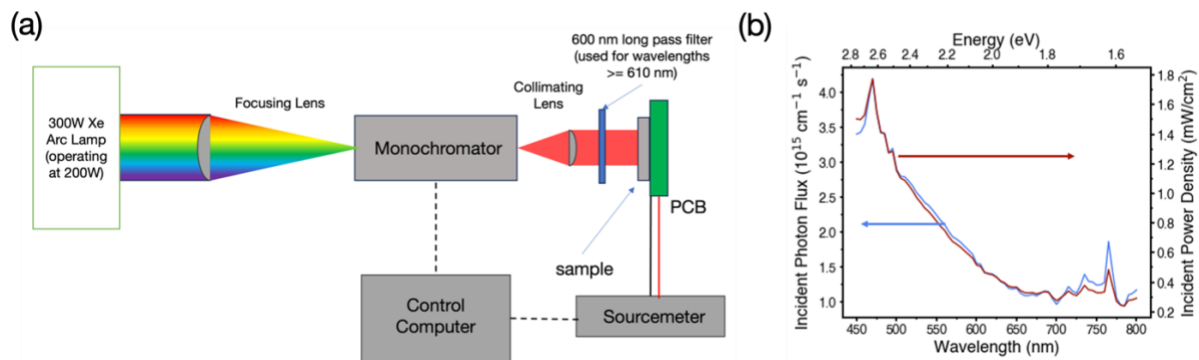 (a)
300W Xe
Arc Lamp
(operating
at 200W)
Focusing Lens
Monochromator
Collimating
Lens
600 nm long pass filter
(used for wavelengths
>= 610 nm)
PCB
sample
Control
Computer
Sourcemeter
(b)
Energy (eV)
2.8 2.6 2.4 2.2 2.0 1.8 1.6
Incident Photon Flux (10¹⁵ cm⁻¹ s⁻¹)
4.0
3.5
3.0
2.5
2.0
1.5
1.0
1.8
1.6
1.4
1.2
1.0
0.8
0.6
0.4
0.2
Incident Power Density (mW/cm²)
450 500 550 600 650 700 750 800
Wavelength (nm)